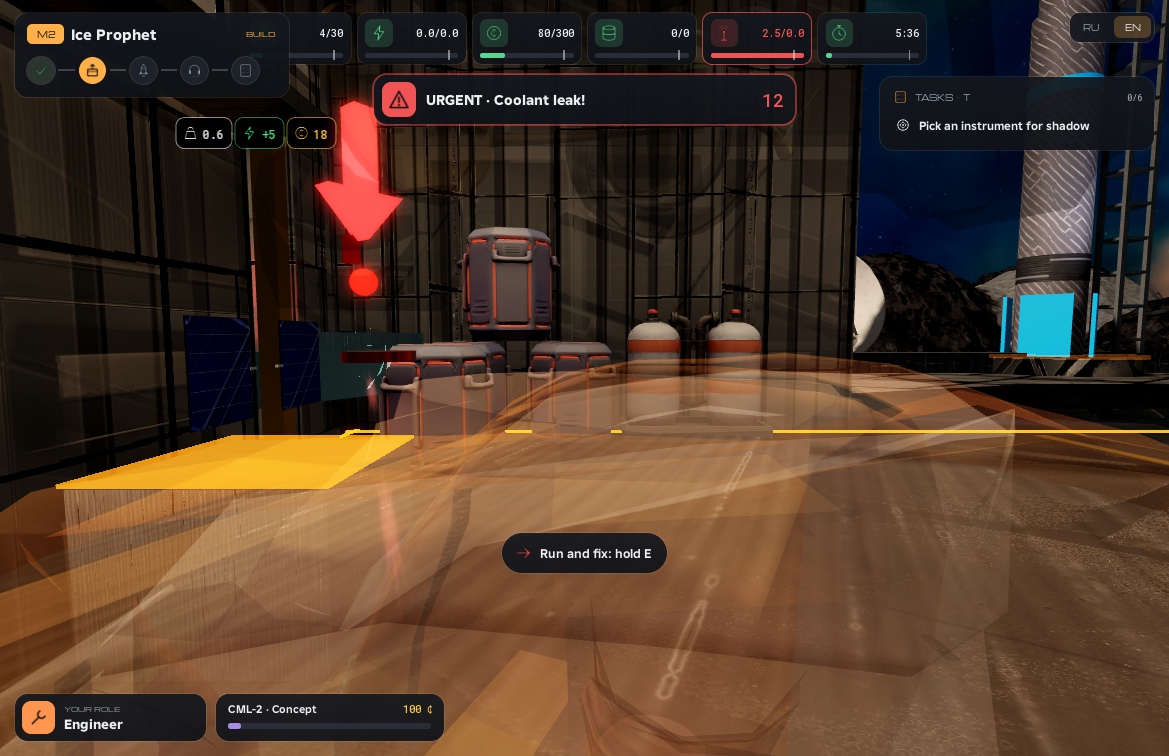 M2 Ice Prophet BUILD
4/30
0.0/0.0
80/300
0/0
2.5/0.0
5:36
RU EN
URGENT · Coolant leak! 12
TASKS · T 0/6
Pick an instrument for shadow
0.6 +5 18
Run and fix: hold E
YOUR ROLE
Engineer
CML-2 · Concept 100 ₵